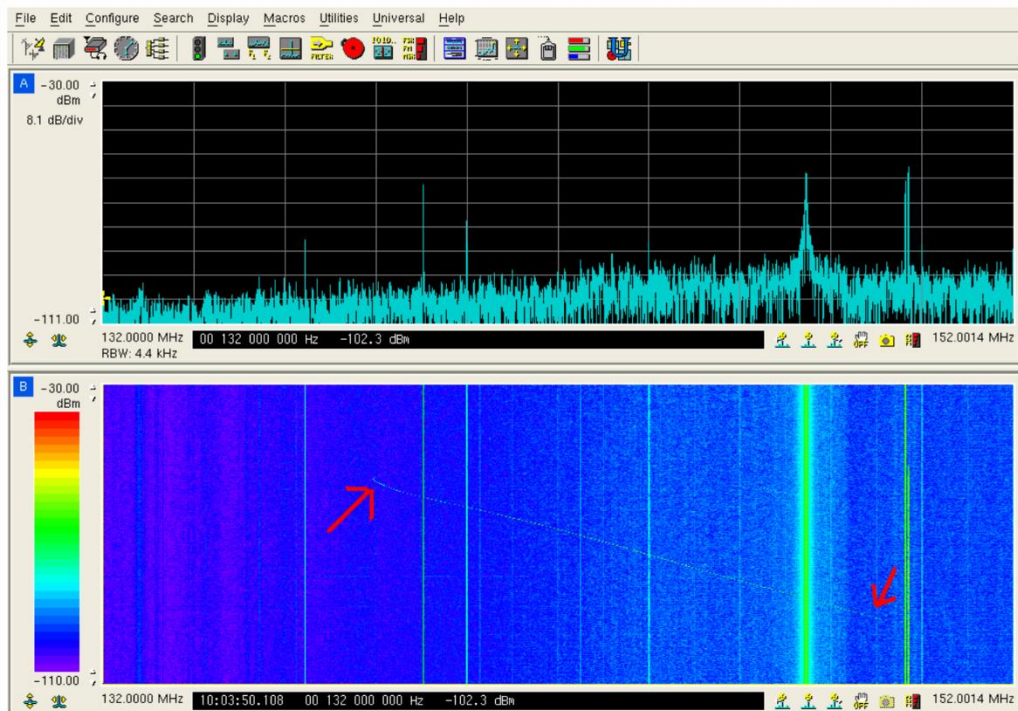 File Edit Configure Search Display Macros Utilities Universal Help
FILTER
A
-30.00
dBm
8.1 dB/div
-111.00
132.0000 MHz 00 132 000 000 Hz -102.3 dBm OFF 152.0014 MHz
RBW: 4.4 kHz
B
-30.00
dBm
-110.00
132.0000 MHz 10:03:50.108 00 132 000 000 Hz -102.3 dBm OFF 152.0014 MHz